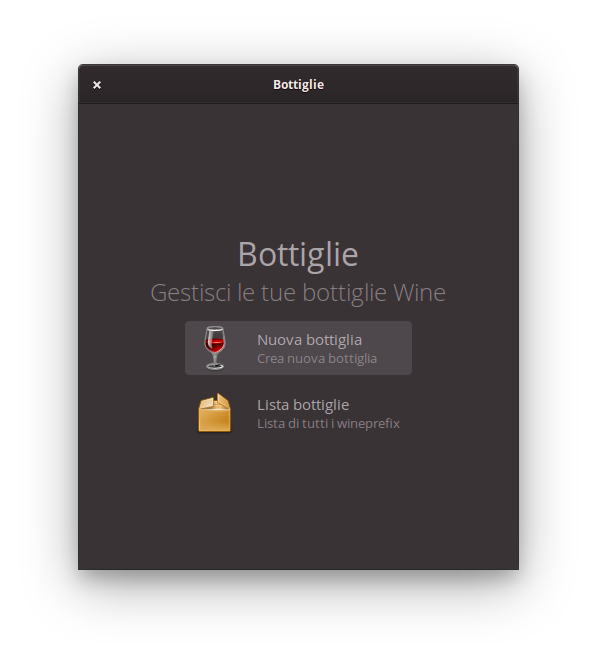 Bottiglie
Bottiglie
Gestisci le tue bottiglie Wine
Nuova bottiglia
Crea nuova bottiglia
Lista bottiglie
Lista di tutti i wineprefix